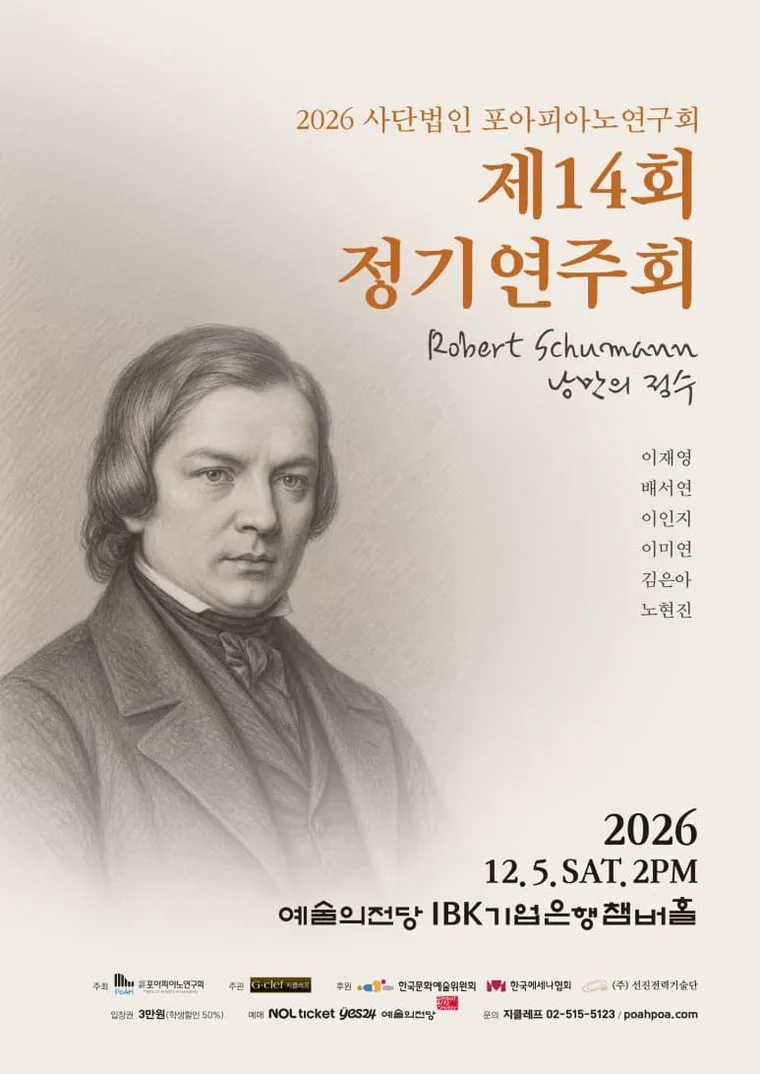 2026 사단법인 포아피아노연구회
제14회
정기연주회
Robert Schumann
낭만의 정수
이재영
배서연
이인지
이미연
김은아
노현진
2026
12. 5. SAT. 2PM
예술의전당 IBK기업은행챔버홀
주최 PoAH 포아피아노연구회 주관 G·clef 지클레프 후원 한국문화예술위원회 한국메세나협회 (주) 선진전력기술단
입장권 3만원(학생할인 50%) 예매 NOL ticket yes24 예술의전당 문의 지클레프 02-515-5123 / poahpoa.com